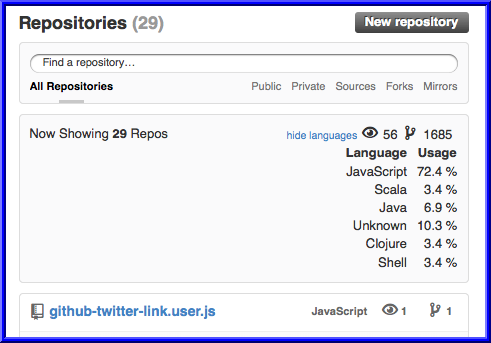 Repositories (29) New repository
Find a repository…
All Repositories Public Private Sources Forks Mirrors
Now Showing 29 Repos hide languages 56 1685
Language Usage
JavaScript 72.4 %
Scala 3.4 %
Java 6.9 %
Unknown 10.3 %
Clojure 3.4 %
Shell 3.4 %
github-twitter-link.user.js JavaScript 1 1